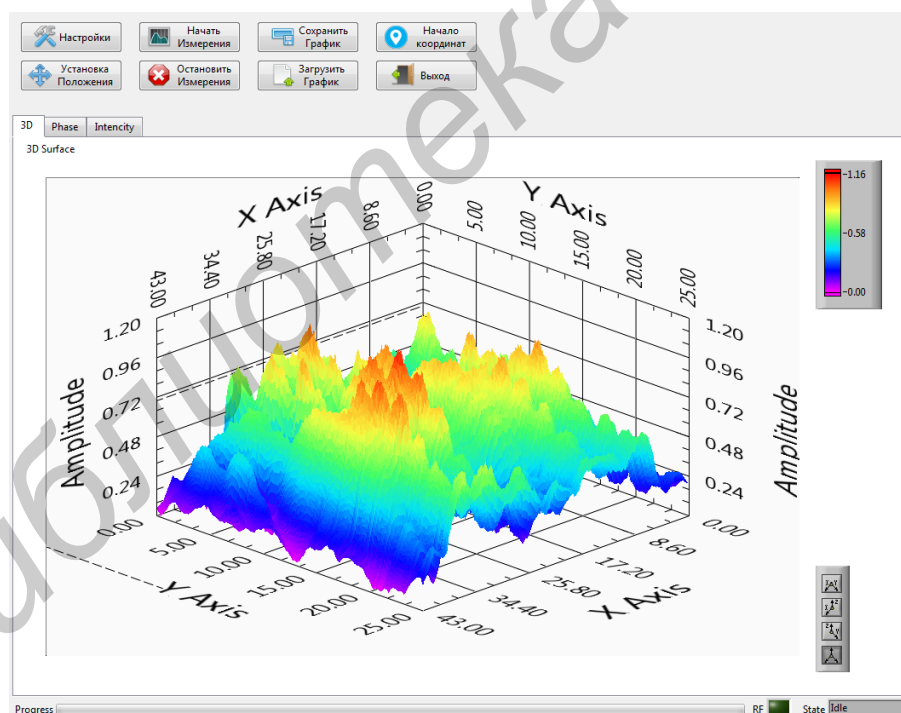 Настройки
Начать
Измерения
Сохранить
График
Начало
координат
Установка
Положения
Остановить
Измерения
Загрузить
График
Выход
3D
Phase
Intencity
3D Surface
X Axis
Y Axis
43.00
34.40
25.80
17.20
8.60
0.00
5.00
10.00
15.00
20.00
25.00
1.16
0.58
0.00
Amplitude
1.20
0.96
0.72
0.48
0.24
0.00
1.20
0.96
0.72
0.48
0.24
0.00
Amplitude
5.00
10.00
15.00
20.00
25.00
Y Axis
43.00
34.40
25.80
17.20
8.60
X Axis
Progress
RF
State
Idle
библиотека